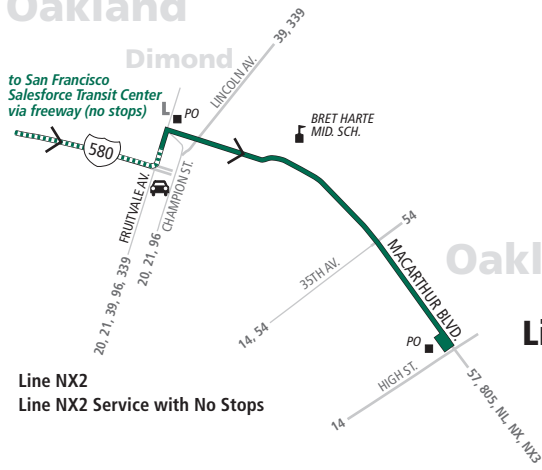 Oakland
Dimond
to San Francisco
Salesforce Transit Center
via freeway (no stops)
L
PO
LINCOLN AV.
39, 339
BRET HARTE
MID. SCH.
580
FRUITVALE AV.
CHAMPION ST.
20, 21, 39, 96, 339
20, 21, 96
54
35TH AV.
14, 54
MACARTHUR BLVD.
Oakl
PO
HIGH ST.
14
57, 805, NL, NX, NX3
Li
Line NX2
Line NX2 Service with No Stops